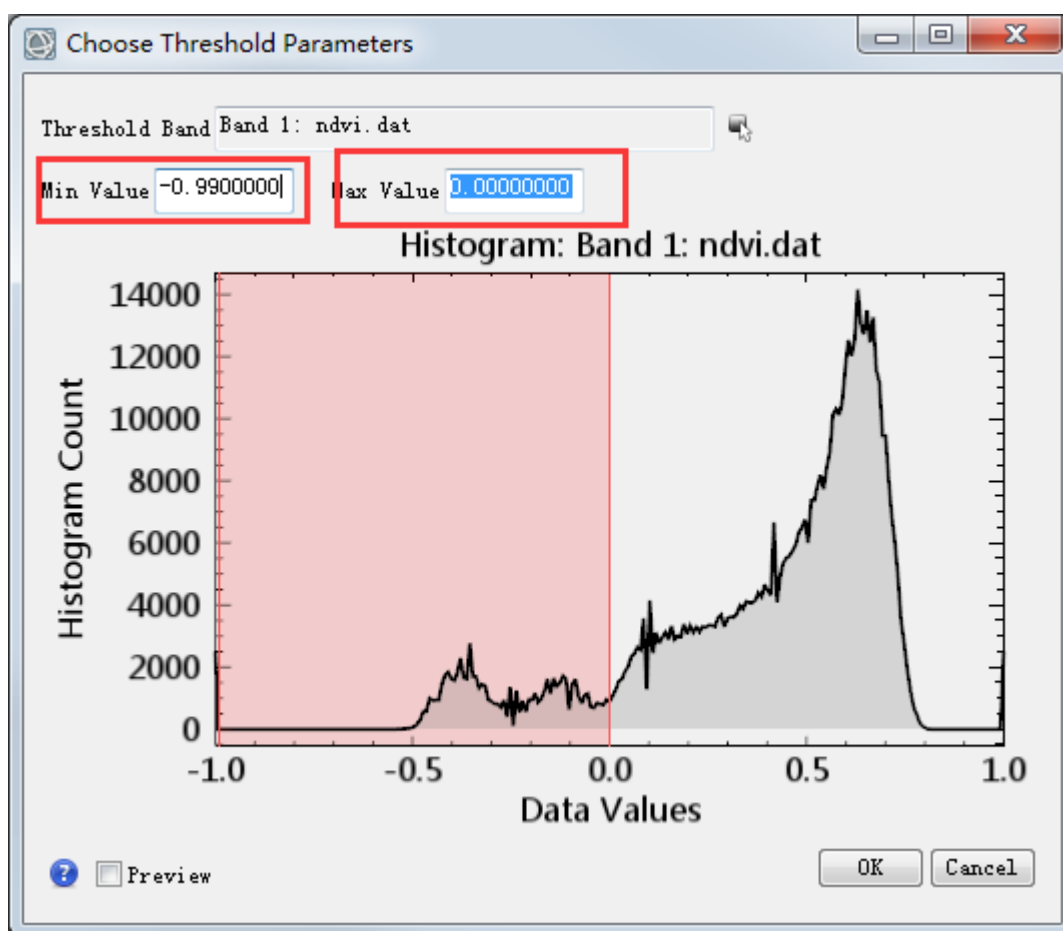 Choose Threshold Parameters
Threshold Band Band 1: ndvi.dat
Min Value -0.9900000 Max Value 0.00000000
Histogram: Band 1: ndvi.dat
14000
12000
10000
8000
6000
4000
2000
0
Histogram Count
-1.0 -0.5 0.0 0.5 1.0
Data Values
? Preview OK Cancel